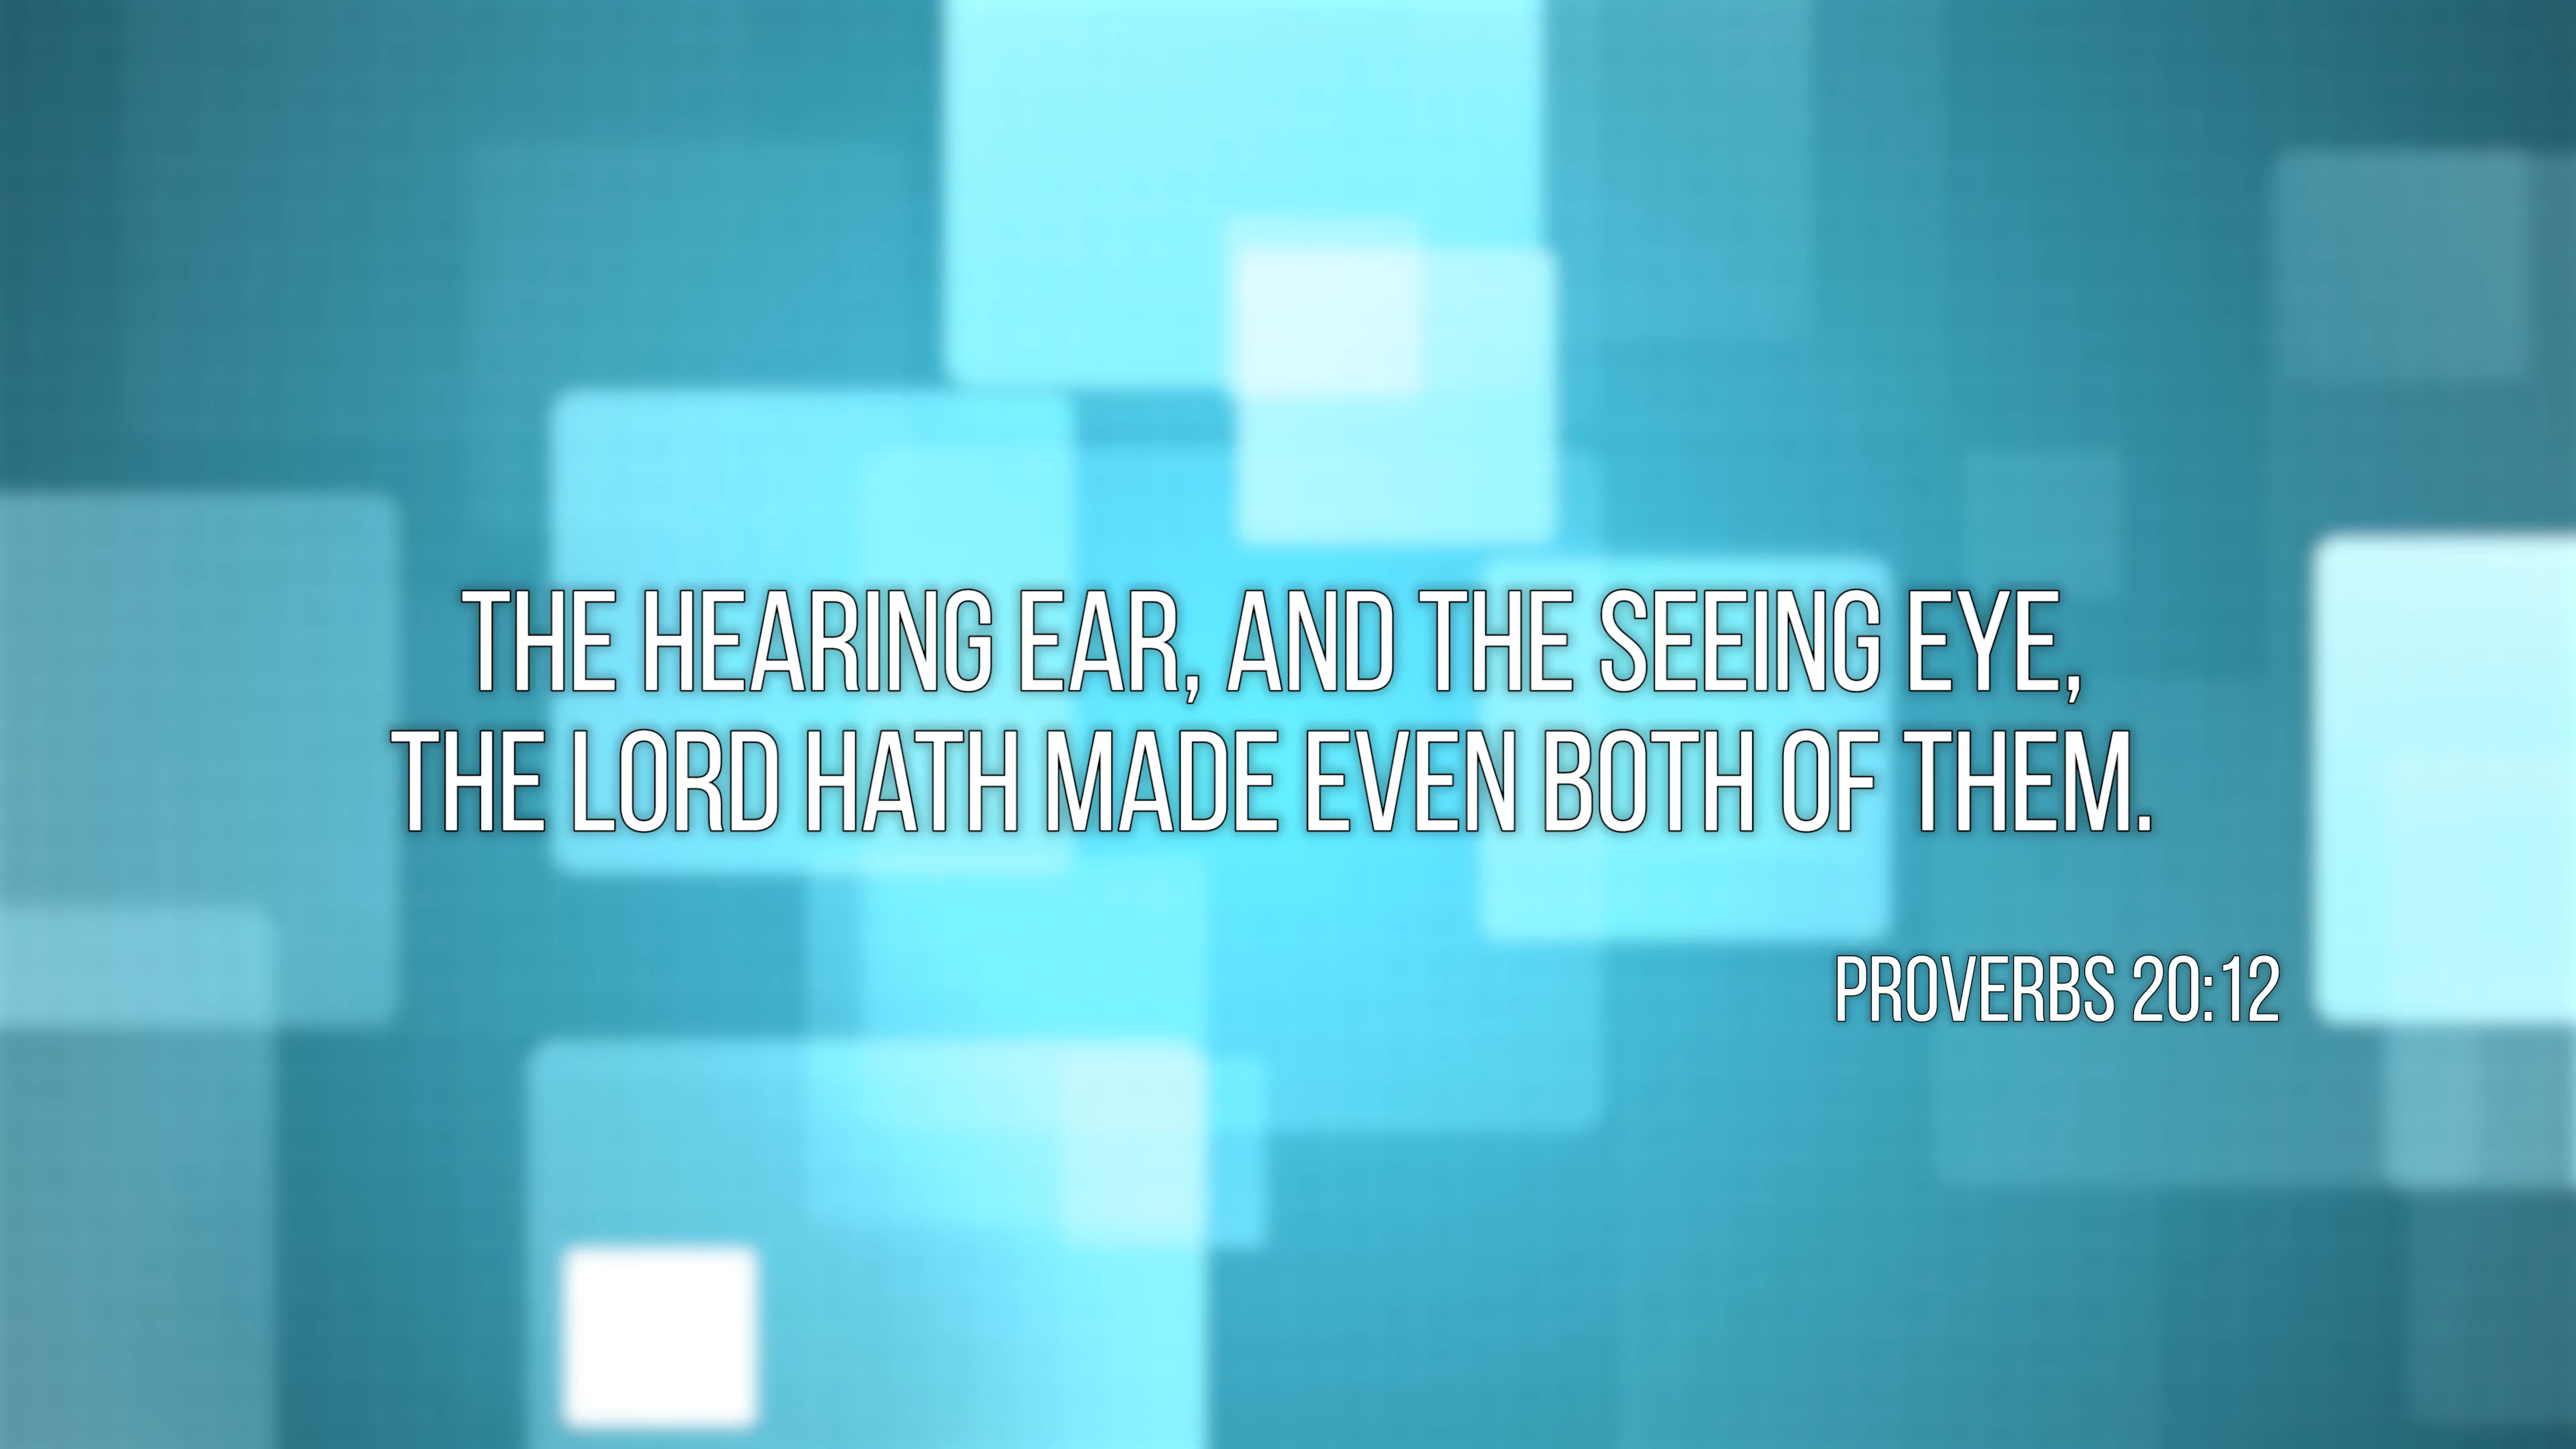 THE HEARING EAR, AND THE SEEING EYE,
THE LORD HATH MADE EVEN BOTH OF THEM.
PROVERBS 20:12